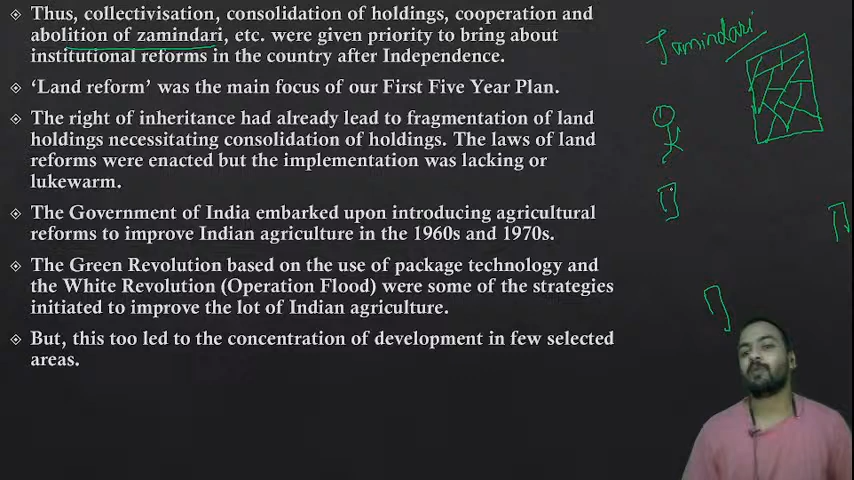 Thus, collectivisation, consolidation of holdings, cooperation and
abolition of zamindari, etc. were given priority to bring about
institutional reforms in the country after Independence.
‘Land reform’ was the main focus of our First Five Year Plan.
The right of inheritance had already lead to fragmentation of land
holdings necessitating consolidation of holdings. The laws of land
reforms were enacted but the implementation was lacking or
lukewarm.
The Government of India embarked upon introducing agricultural
reforms to improve Indian agriculture in the 1960s and 1970s.
The Green Revolution based on the use of package technology and
the White Revolution (Operation Flood) were some of the strategies
initiated to improve the lot of Indian agriculture.
But, this too led to the concentration of development in few selected
areas.
Jamindari